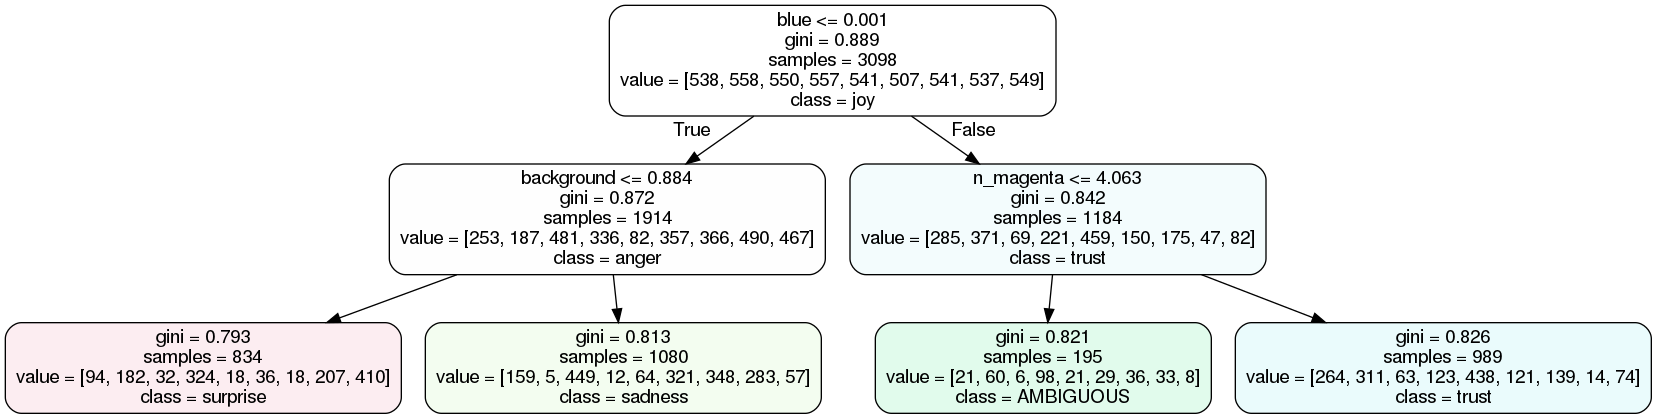 blue <= 0.001
gini = 0.889
samples = 3098
value = [538, 558, 550, 557, 541, 507, 541, 537, 549]
class = joy
True
False
background <= 0.884
gini = 0.872
samples = 1914
value = [253, 187, 481, 336, 82, 357, 366, 490, 467]
class = anger
n_magenta <= 4.063
gini = 0.842
samples = 1184
value = [285, 371, 69, 221, 459, 150, 175, 47, 82]
class = trust
gini = 0.793
samples = 834
value = [94, 182, 32, 324, 18, 36, 18, 207, 410]
class = surprise
gini = 0.813
samples = 1080
value = [159, 5, 449, 12, 64, 321, 348, 283, 57]
class = sadness
gini = 0.821
samples = 195
value = [21, 60, 6, 98, 21, 29, 36, 33, 8]
class = AMBIGUOUS
gini = 0.826
samples = 989
value = [264, 311, 63, 123, 438, 121, 139, 14, 74]
class = trust